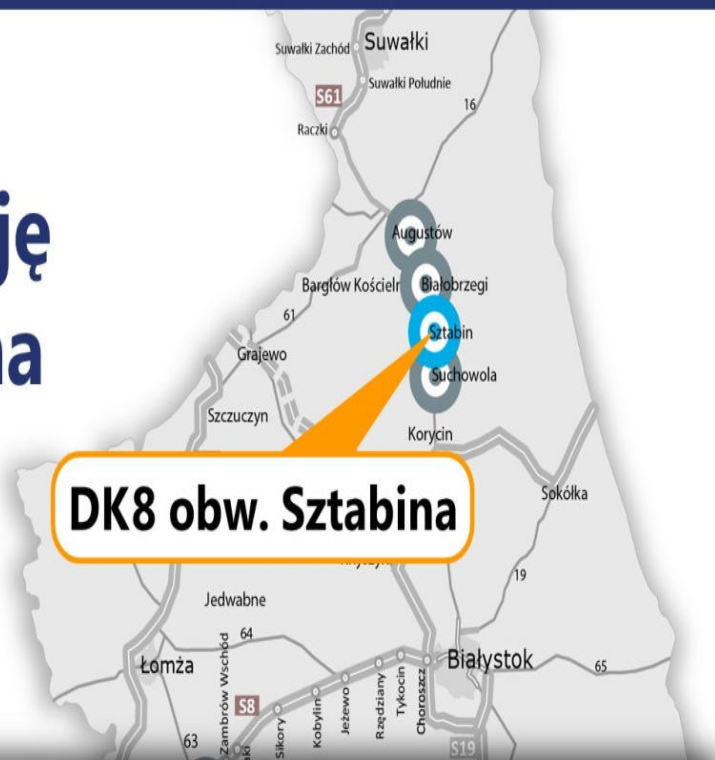 Suwałki
Suwałki Zachód
Suwałki Południe
S61
16
Raczki
ję
na
Augustów
Bargłów Kościeln
Białobrzegi
61
Sztabin
Grajewo
Suchowola
Szczuczyn
Korycin
DK8 obw. Sztabina
Sokółka
19
Jedwabne
64
Łomża
Białystok
65
Zambrów Wschód
S8
Sikory
Kobylin
Jeżewo
Rzędziany
Tykocin
Choroszcz
63
S19